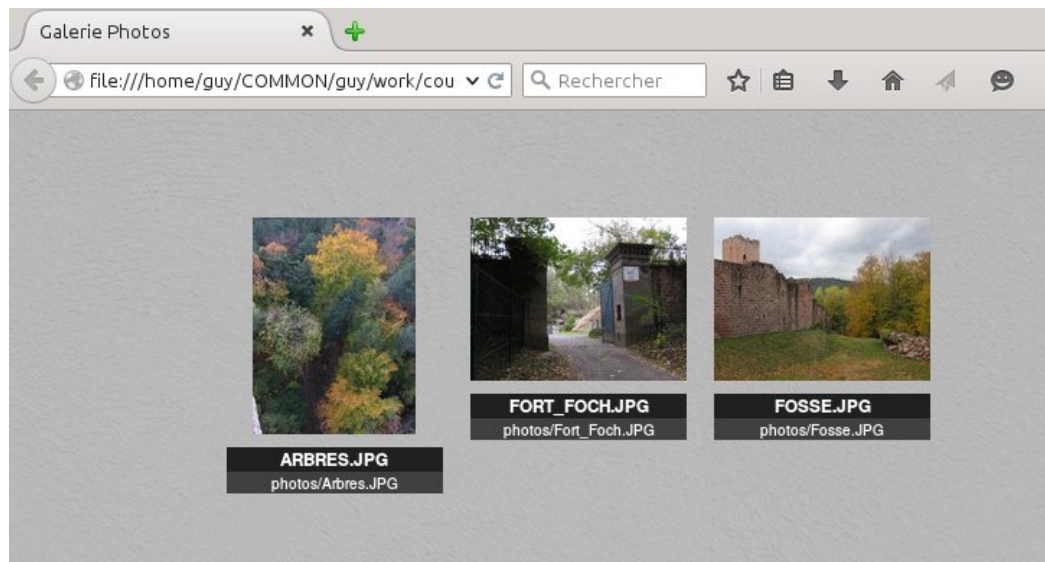 Galerie Photos
file:///home/guy/COMMON/guy/work/cou
Rechercher
FORT_FOCH.JPG
photos/Fort_Foch.JPG
FOSSE.JPG
photos/Fosse.JPG
ARBRES.JPG
photos/Arbres.JPG